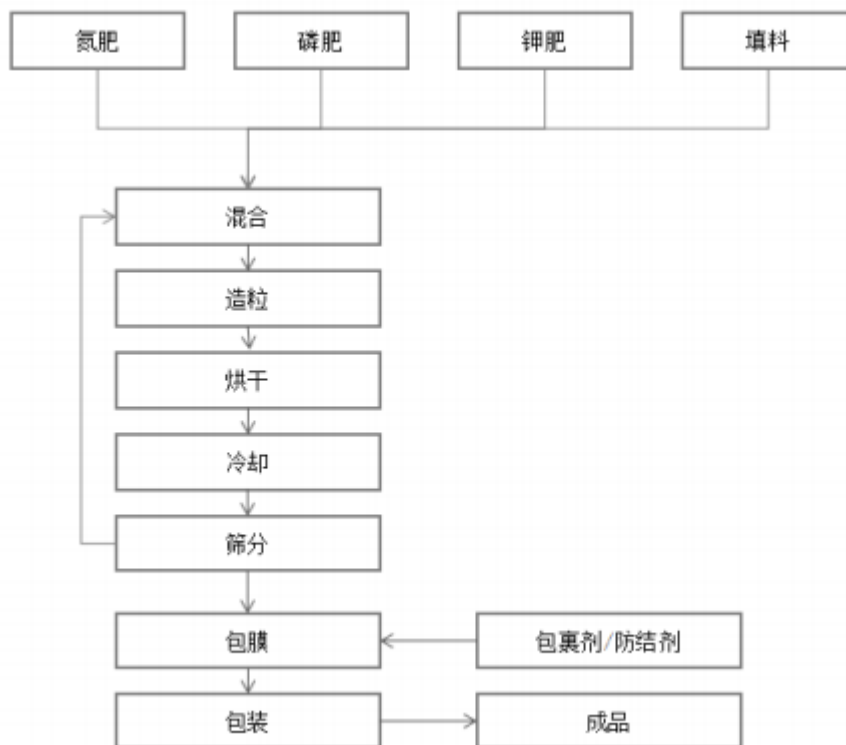 氮肥
磷肥
钾肥
填料
混合
造粒
烘干
冷却
筛分
包膜
包裹剂/防结剂
包装
成品